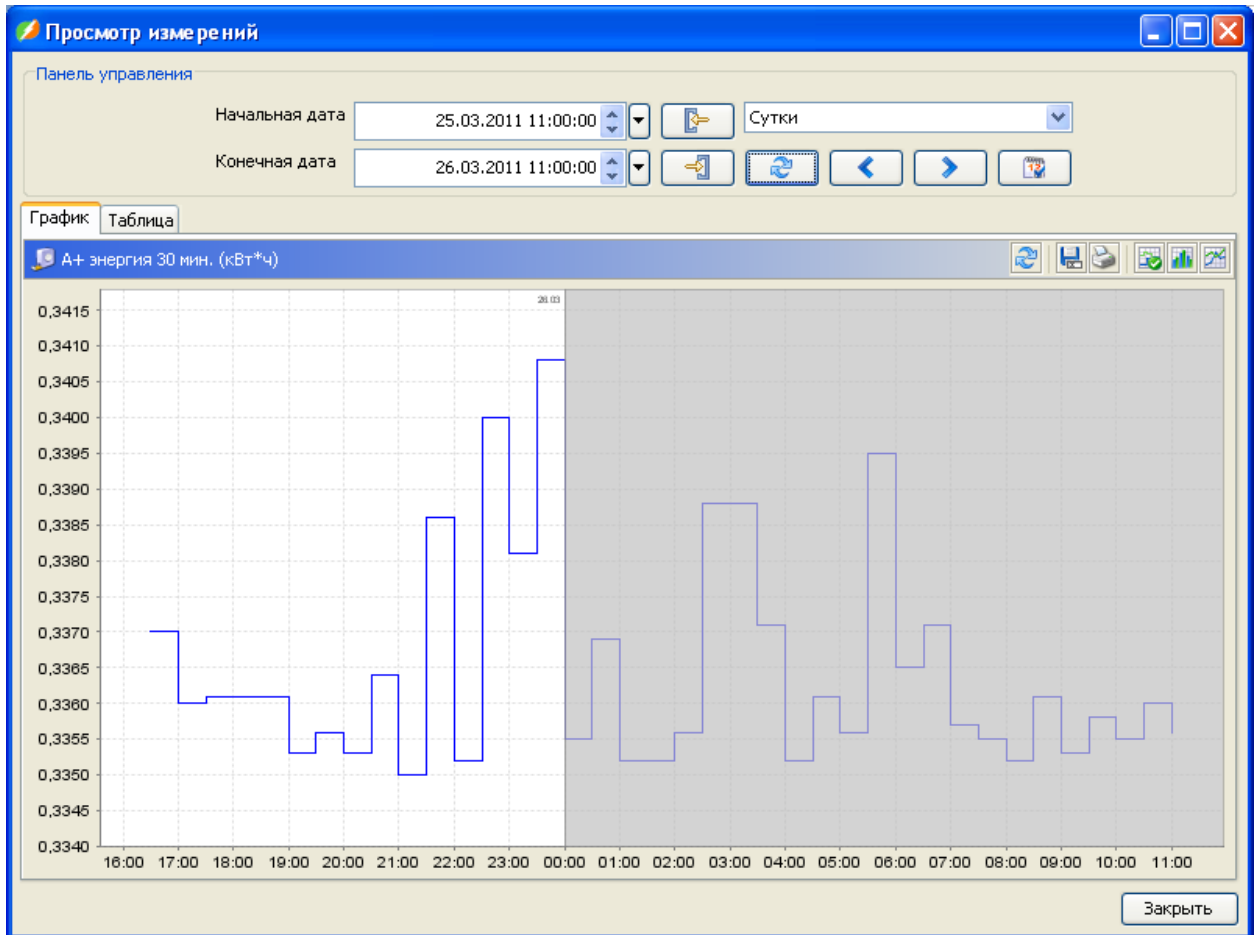 Просмотр измерений
Панель управления
Начальная дата 25.03.2011 11:00:00 Сутки
Конечная дата 26.03.2011 11:00:00
График Таблица
А+ энергия 30 мин. (кВт*ч)
26.03
0,3415
0,3410
0,3405
0,3400
0,3395
0,3390
0,3385
0,3380
0,3375
0,3370
0,3365
0,3360
0,3355
0,3350
0,3345
0,3340
16:00 17:00 18:00 19:00 20:00 21:00 22:00 23:00 00:00 01:00 02:00 03:00 04:00 05:00 06:00 07:00 08:00 09:00 10:00 11:00
Закрыть